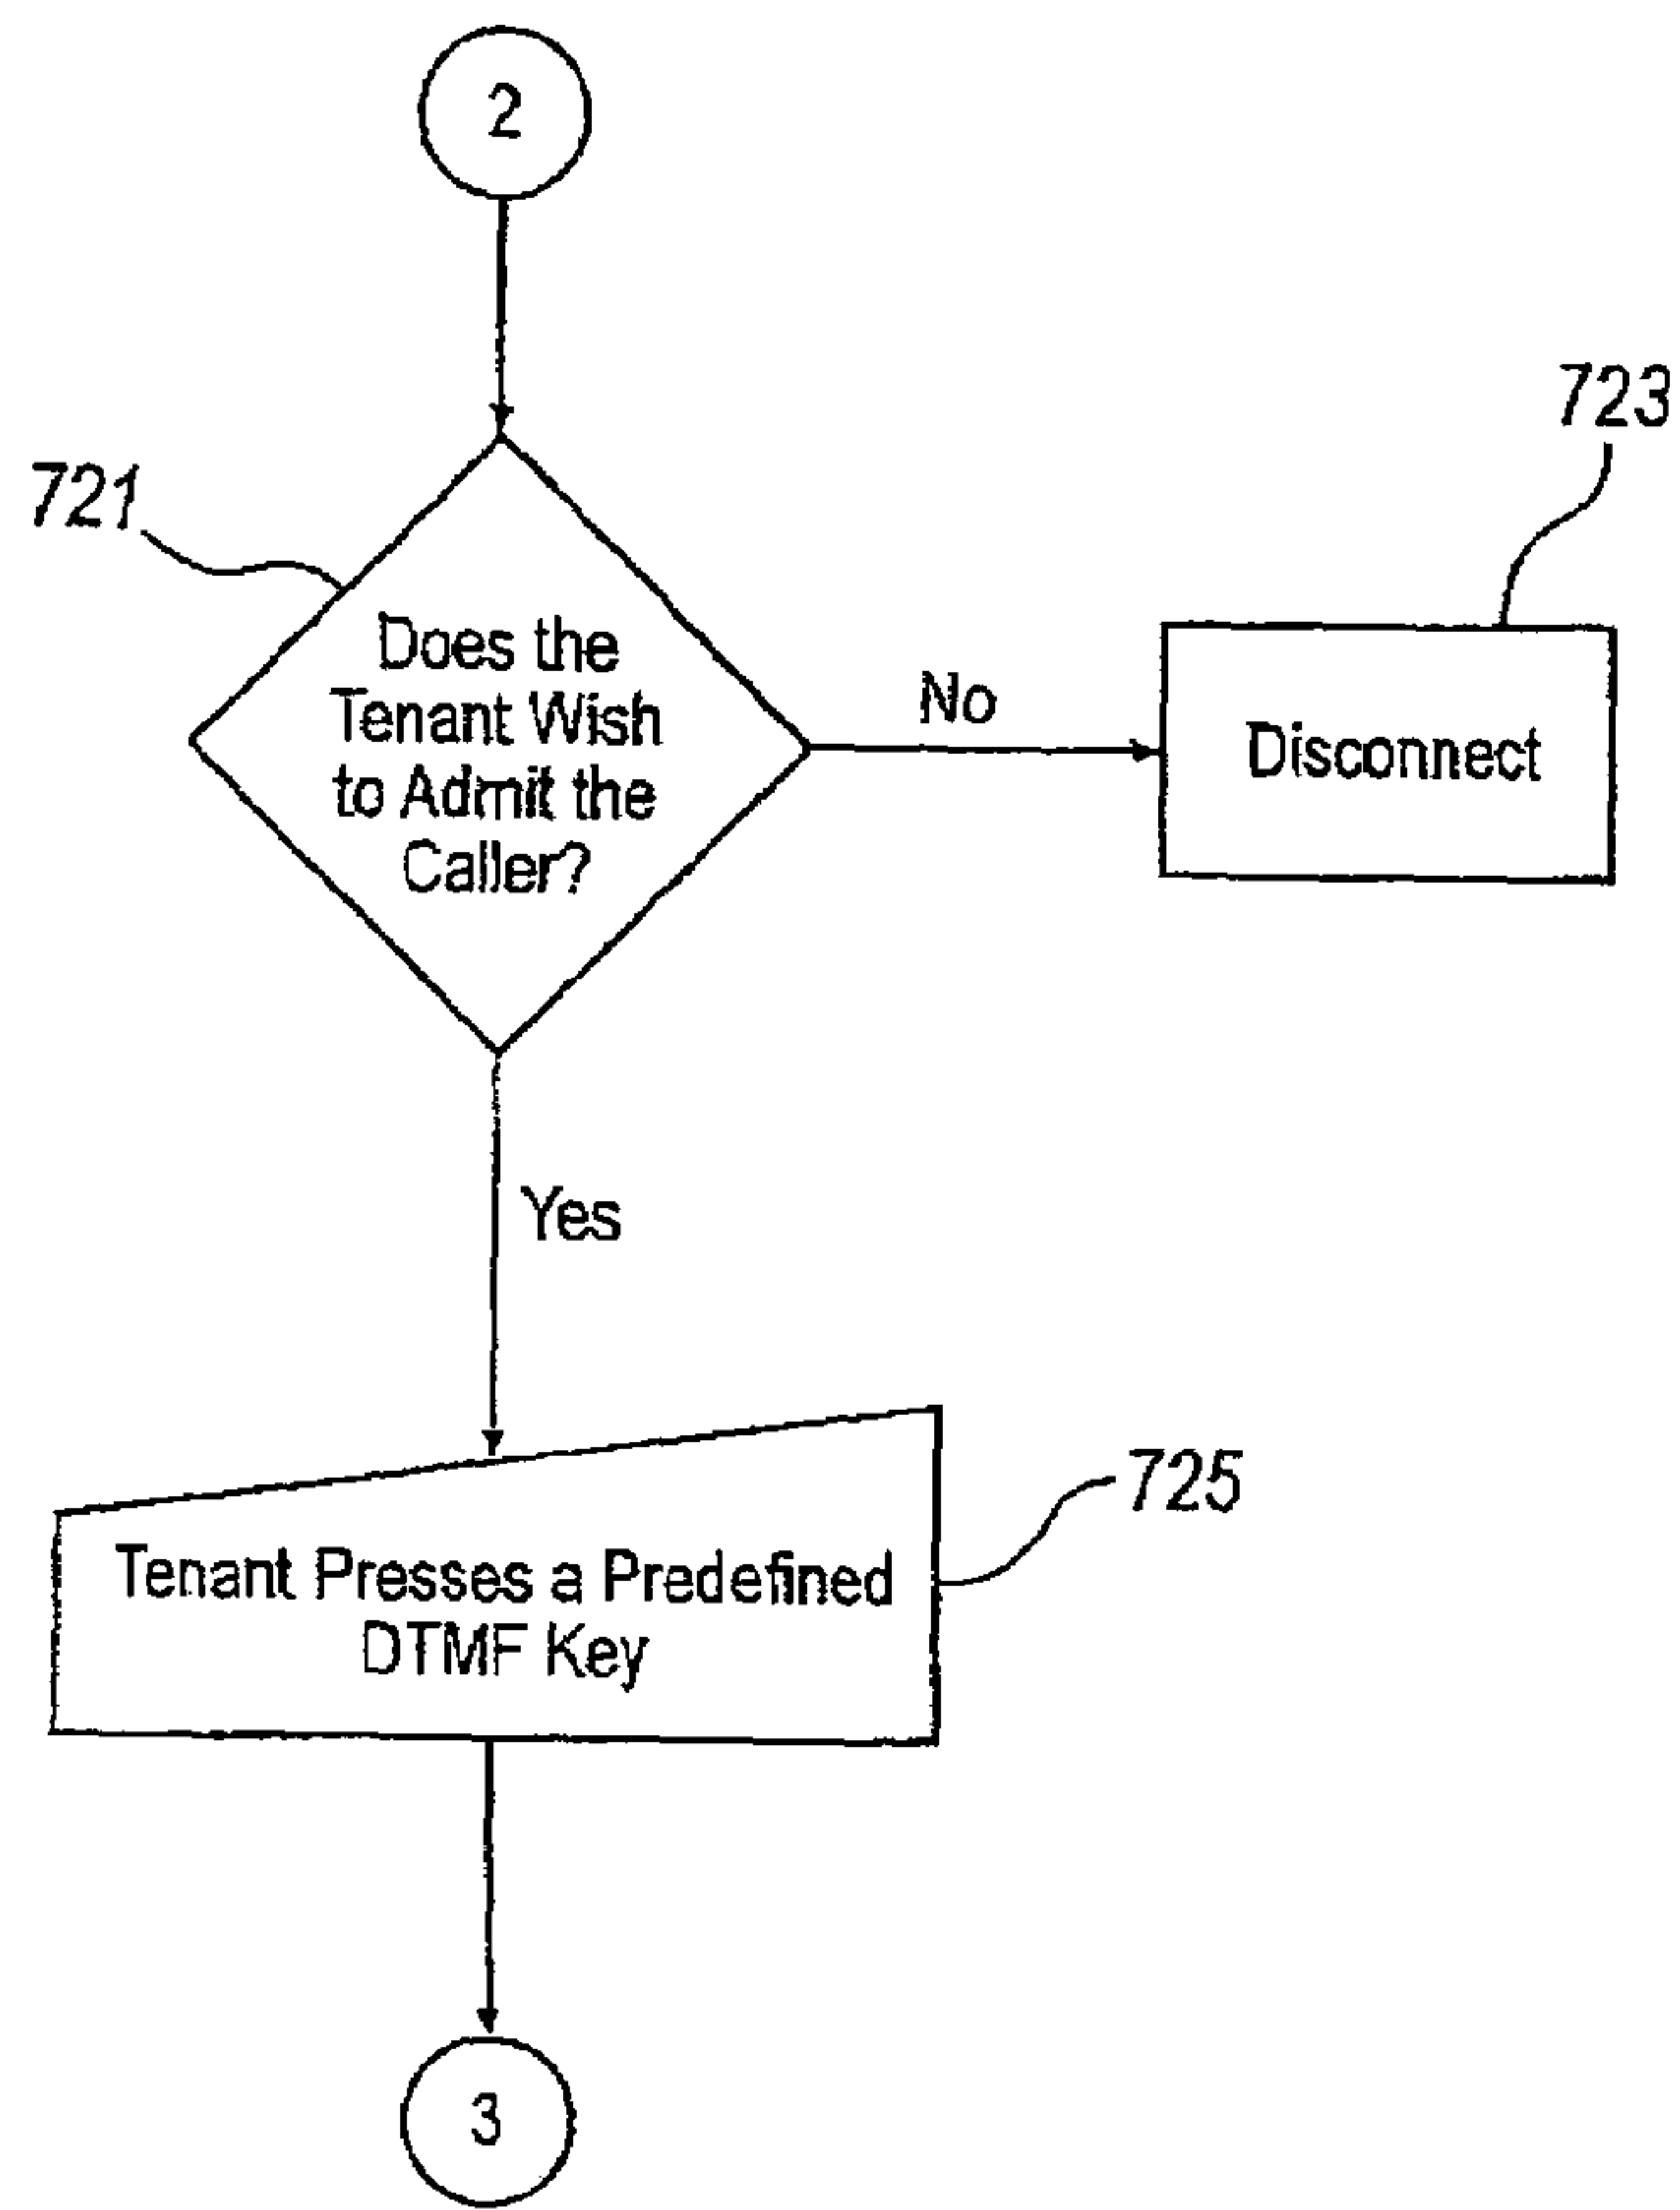 2
723
721
Does the
Tenant Wish
to Admit the
Caller?
No
Disconnect
Yes
725
Tenant Presses a Predefined
DTMF Key
3